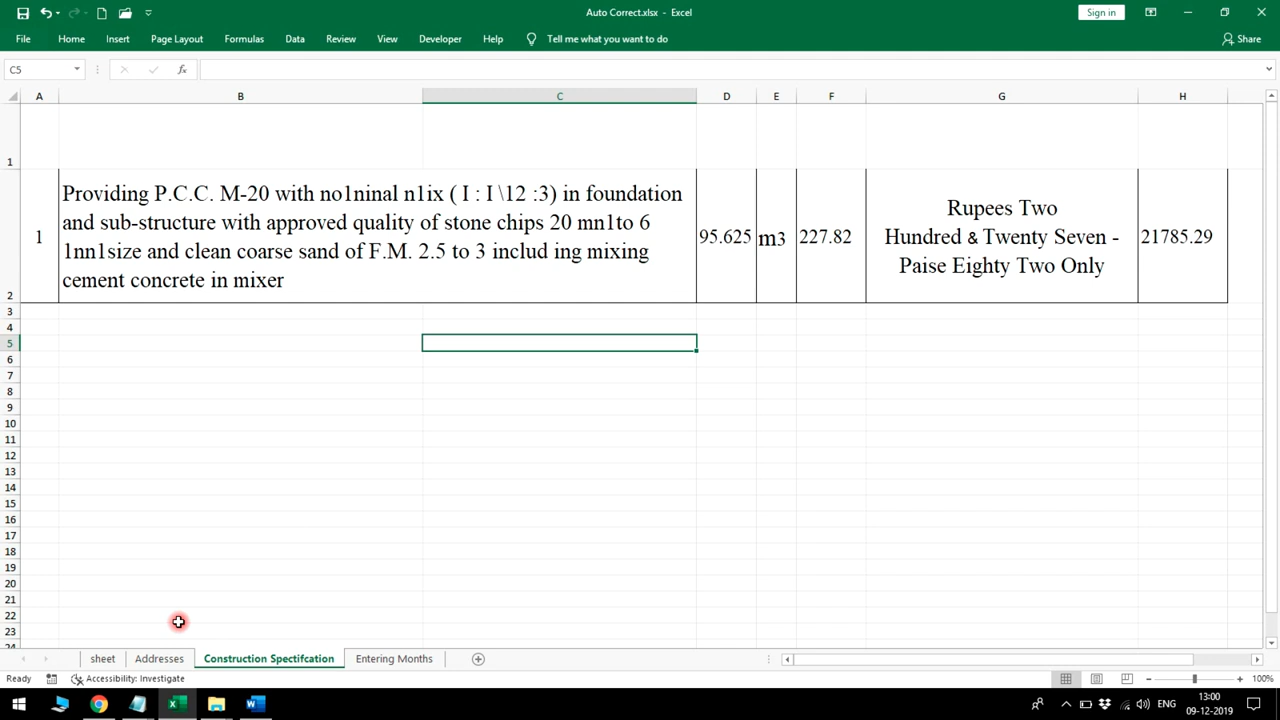 Auto Correct.xlsx - Excel
Sign in
File Home Insert Page Layout Formulas Data Review View Developer Help Tell me what you want to do Share
C5 fx
A B C D E F G H
1
Providing P.C.C. M-20 with no1ninal n1ix ( I : I \12 :3) in foundation
and sub-structure with approved quality of stone chips 20 mn1to 6
1nn1size and clean coarse sand of F.M. 2.5 to 3 includ ing mixing
cement concrete in mixer
1
95.625
m3
227.82
Rupees Two
Hundred & Twenty Seven -
Paise Eighty Two Only
21785.29
2
3
4
5
6
7
8
9
10
11
12
13
14
15
16
17
18
19
20
21
22
23
24
sheet Addresses Construction Spectifcation Entering Months
Ready Accessibility: Investigate 100%
ENG 13:00
09-12-2019